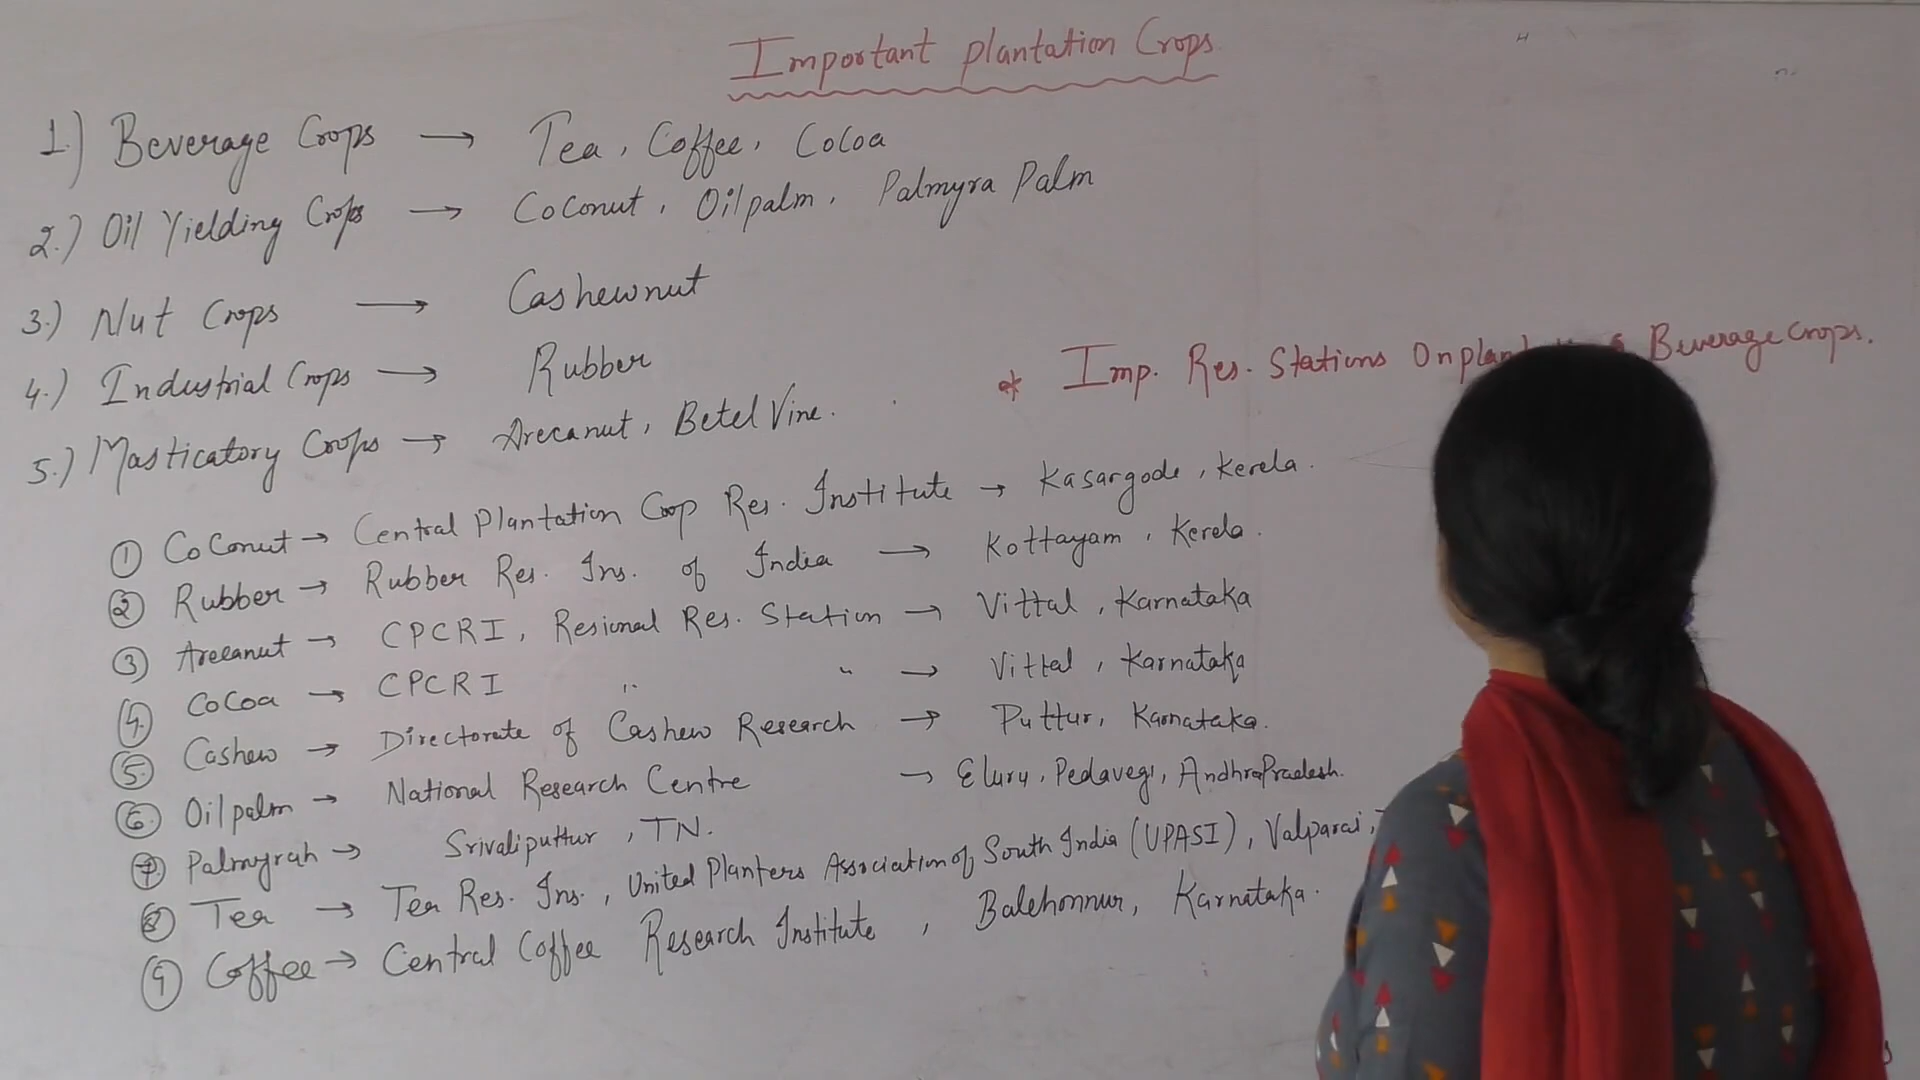 Important Plantation Crops
1.) Beverage Crops → Tea, Coffee, Cocoa
2.) Oil Yielding Crops → Coconut, Oilpalm, Palmyra Palm
3.) Nut Crops → Cashewnut
4.) Industrial Crops → Rubber
5.) Masticatory Crops → Arecanut, Betel Vine.
* Imp. Res. Stations On Beverage Crops.
① Coconut → Central Plantation Crop Res. Institute → Kasargode, Kerela.
② Rubber → Rubber Res. Ins. of India → Kottayam, Kerela.
③ Arecanut → CPCRI, Resional Res. Station → Vittal, Karnataka
④ Cocoa → CPCRI " " → Vittal, Karnataka
⑤ Cashew → Directorate of Cashew Research → Puttur, Karnataka.
⑥ Oilpalm → National Research Centre → Eluru, Pedavegi, Andhra Pradesh.
⑦ Palmyrah → Srivaliputtur, TN.
⑧ Tea → Tea Res. Ins., United Planters Association of South India (UPASI), Valparai,
⑨ Coffee → Central Coffee Research Institute, Balehonnur, Karnataka.